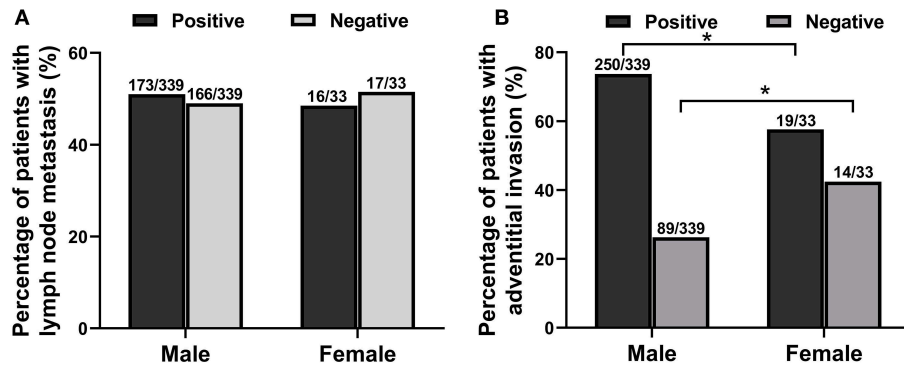 A
Positive
Negative
Percentage of patients with
lymph node metastasis (%)
60
40
20
0
173/339
166/339
16/33
17/33
Male
Female
B
Positive
Negative
Percentage of patients with
adventitial invasion (%)
80
60
40
20
0
*
*
250/339
89/339
19/33
14/33
Male
Female